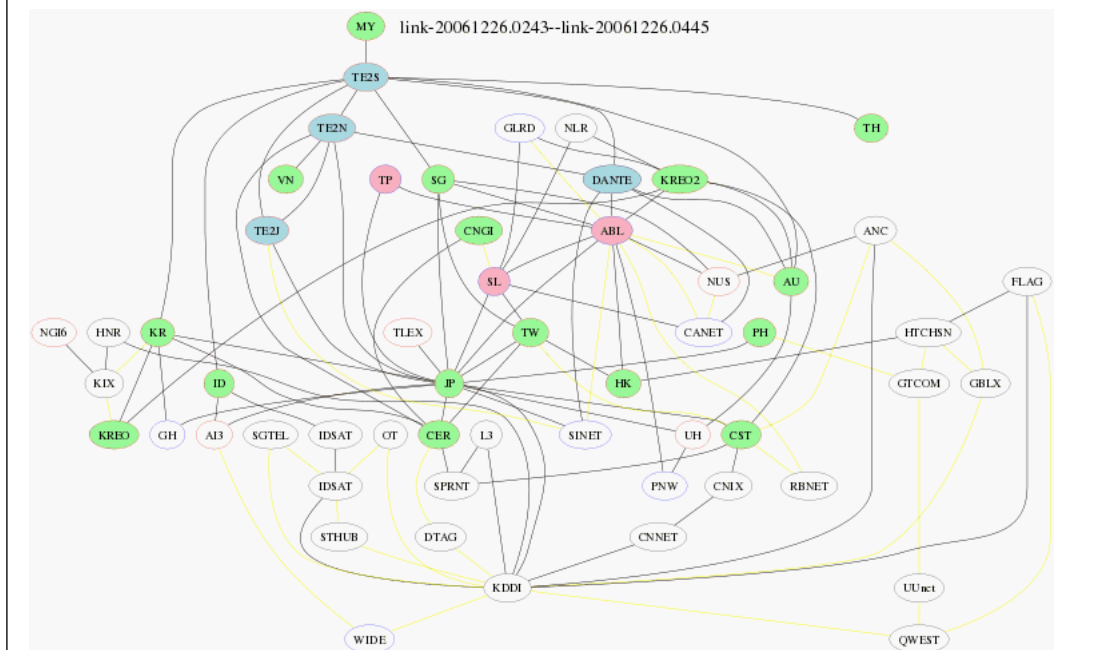 MY link-20061226.0243--link-20061226.0445
TE2S
TE2N GLRD NLR TH
VN TP SG DANTE KREO2
TE2J CNGI ABL ANC
SL NUS AU FLAG
NGI6 HNR KR TLEX TW CANET PH HTCHSN
KIX ID JP HK GTCOM GBLX
KREO GH AI3 SGTEL IDSAT OT CER L3 SINET UH CST
IDSAT SPRNT PNW CNIX RBNET
STHUB DTAG CNNET
KDDI UUnet
WIDE QWEST